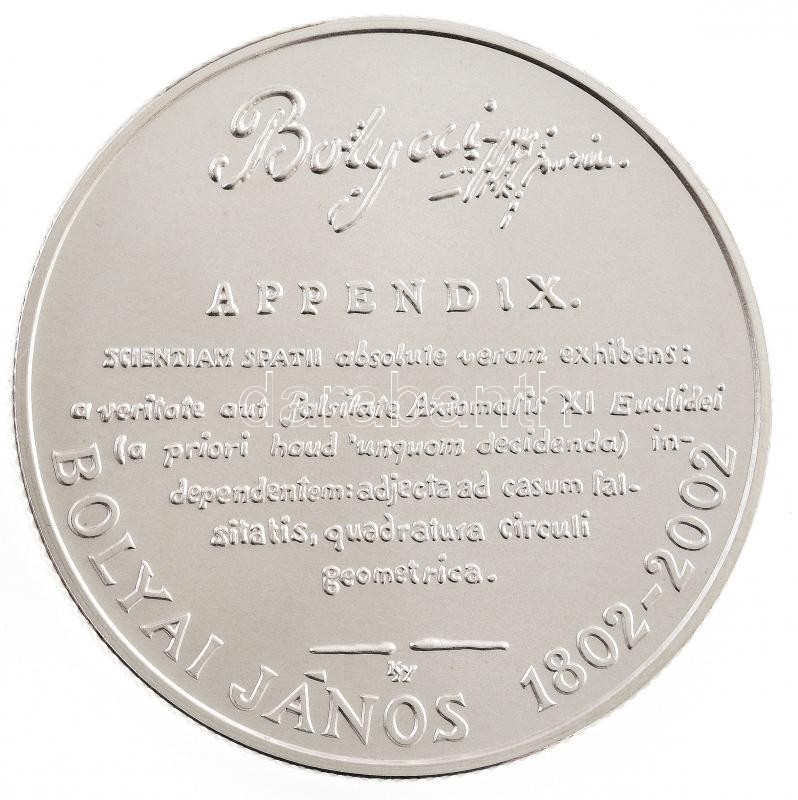 Bolyai
APPENDIX.
SCIENTIAM SPATII absolute veram exhibens:
a veritate aut falsitate Axiomatis XI Euclidei
(a priori haud unquam decidenda) in-
dependentem: adjecta ad casum fal-
sitatis, quadratura circuli
geometrica.
BOLYAI JÁNOS 1802-2002
darabanth